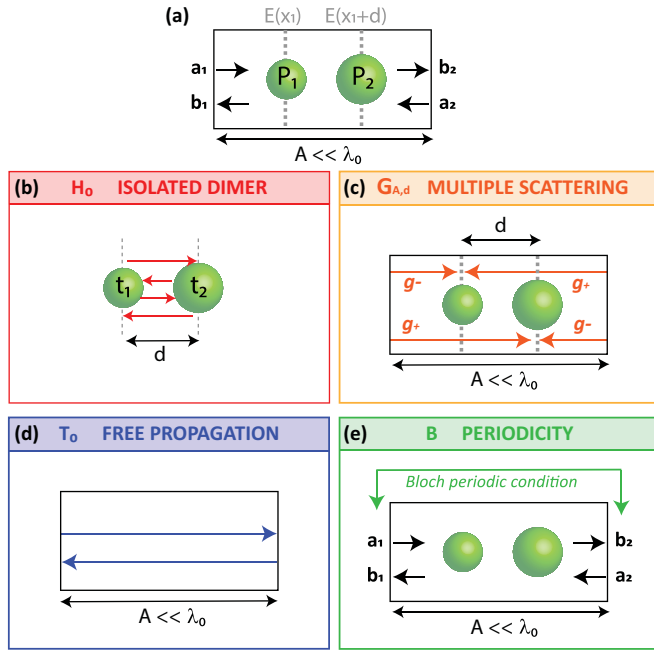 E(x₁) E(x₁+d)
(a)
a₁ P₁ P₂ b₂
b₁ a₂
A << λ₀
(b) H₀ ISOLATED DIMER
t₁ t₂
d
(c) G_A,d MULTIPLE SCATTERING
d
g- g+
g+ g-
A << λ₀
(d) T₀ FREE PROPAGATION
A << λ₀
(e) B PERIODICITY
Bloch periodic condition
a₁ b₂
b₁ a₂
A << λ₀